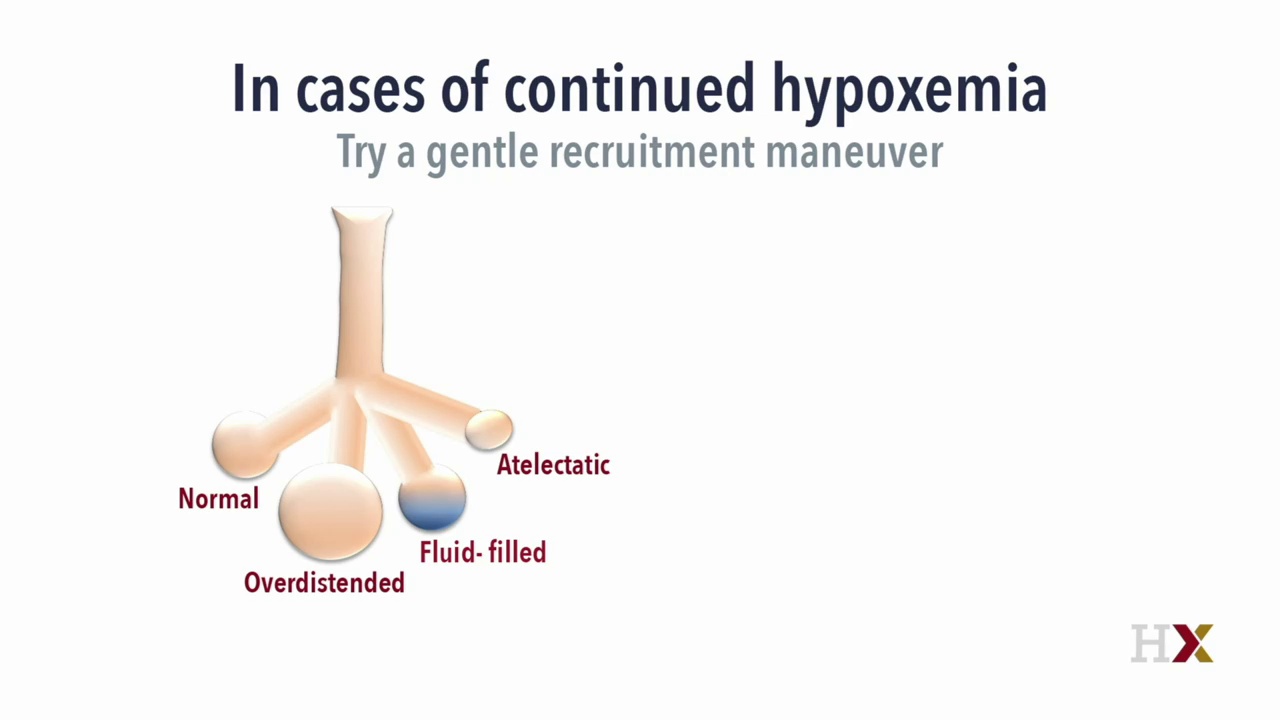 In cases of continued hypoxemia
Try a gentle recruitment maneuver
Atelectatic
Normal
Fluid- filled
Overdistended
HX